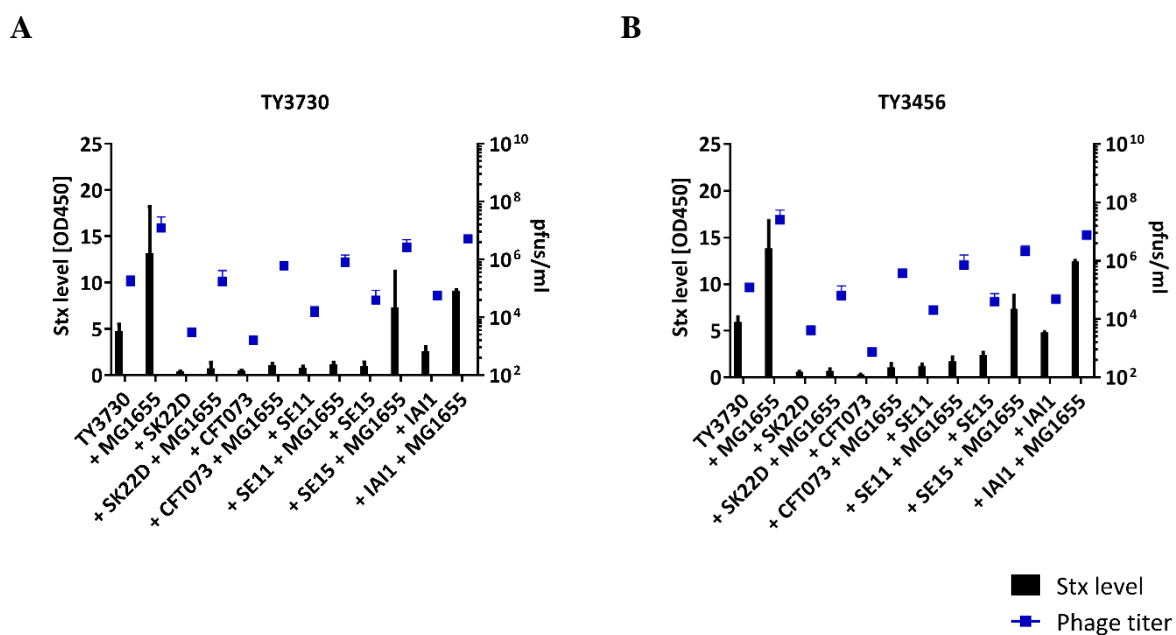 A
B
TY3730
25
20
15
10
5
0
Stx level [OD450]
10^10
10^8
10^6
10^4
10^2
pfus/ml
TY3730
+ MG1655
+ SK22D
+ SK22D + MG1655
+ CFT073
+ CFT073 + MG1655
+ SE11
+ SE11 + MG1655
+ SE15
+ SE15 + MG1655
+ IAI1
+ IAI1 + MG1655
TY3456
25
20
15
10
5
0
Stx level [OD450]
10^10
10^8
10^6
10^4
10^2
pfus/ml
TY3730
+ MG1655
+ SK22D
+ SK22D + MG1655
+ CFT073
+ CFT073 + MG1655
+ SE11
+ SE11 + MG1655
+ SE15
+ SE15 + MG1655
+ IAI1
+ IAI1 + MG1655
Stx level
Phage titer